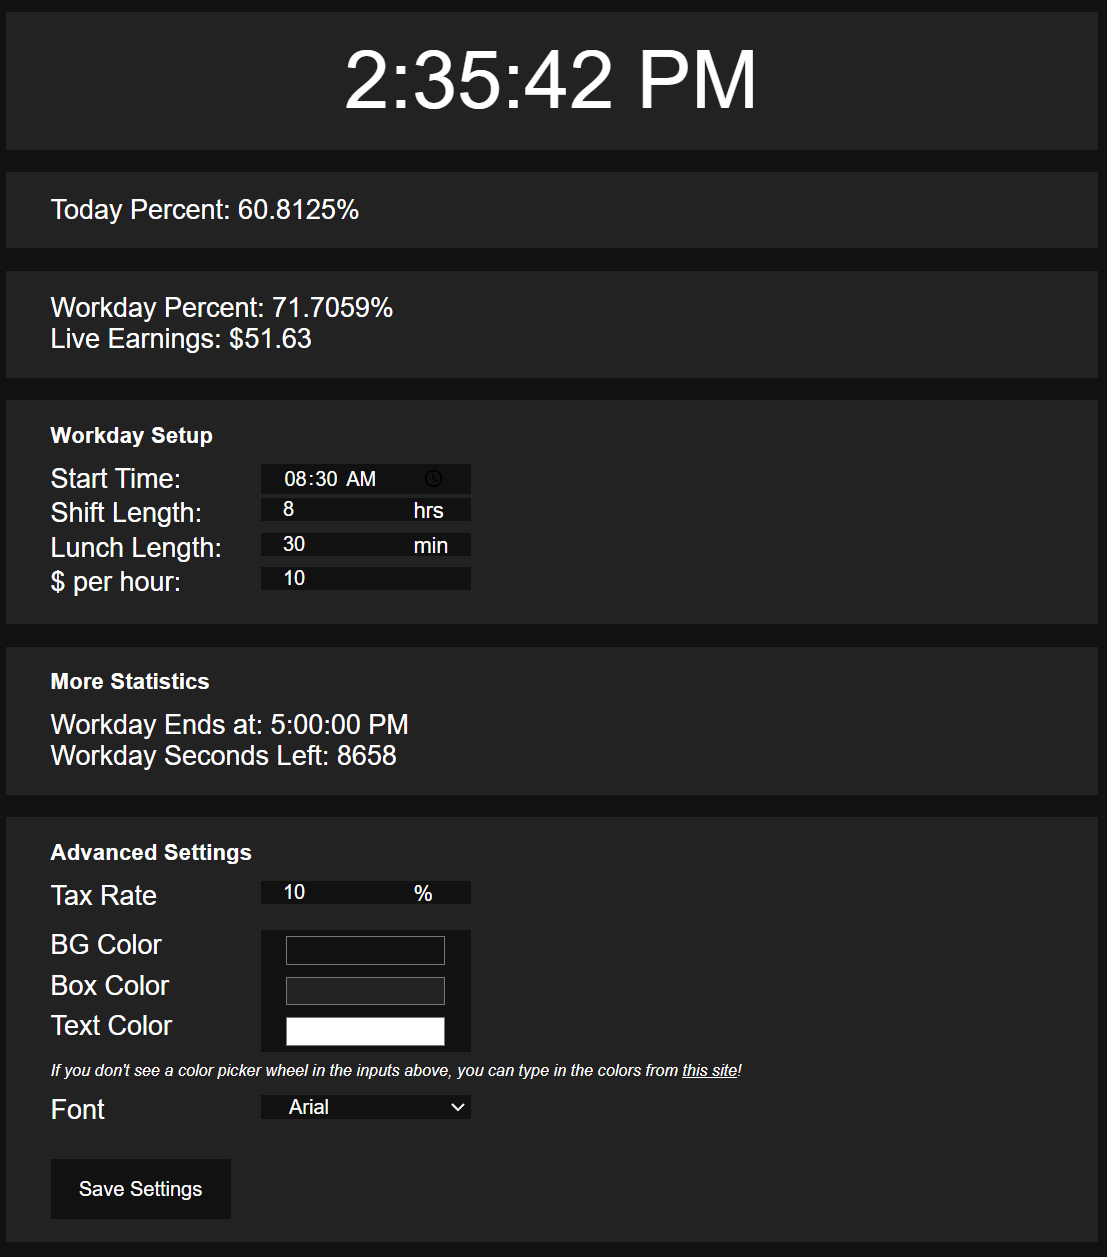 2:35:42 PM
Today Percent: 60.8125%
Workday Percent: 71.7059%
Live Earnings: $51.63
Workday Setup
Start Time: 08:30 AM
Shift Length: 8 hrs
Lunch Length: 30 min
$ per hour: 10
More Statistics
Workday Ends at: 5:00:00 PM
Workday Seconds Left: 8658
Advanced Settings
Tax Rate 10 %
BG Color
Box Color
Text Color
If you don't see a color picker wheel in the inputs above, you can type in the colors from this site!
Font Arial
Save Settings